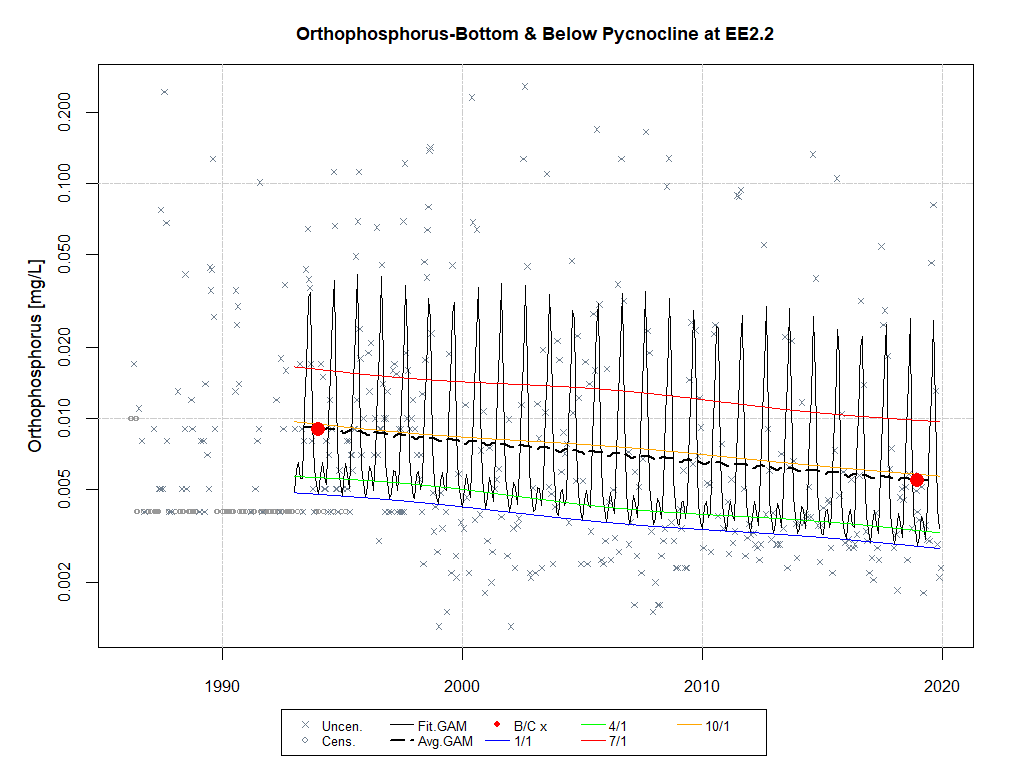 Orthophosphorus-Bottom & Below Pycnocline at EE2.2
Orthophosphorus [mg/L]
0.200
0.100
0.050
0.020
0.010
0.005
0.002
1990 2000 2010 2020
Uncen. Fit.GAM B/C x 4/1 10/1
Cens. Avg.GAM 1/1 7/1